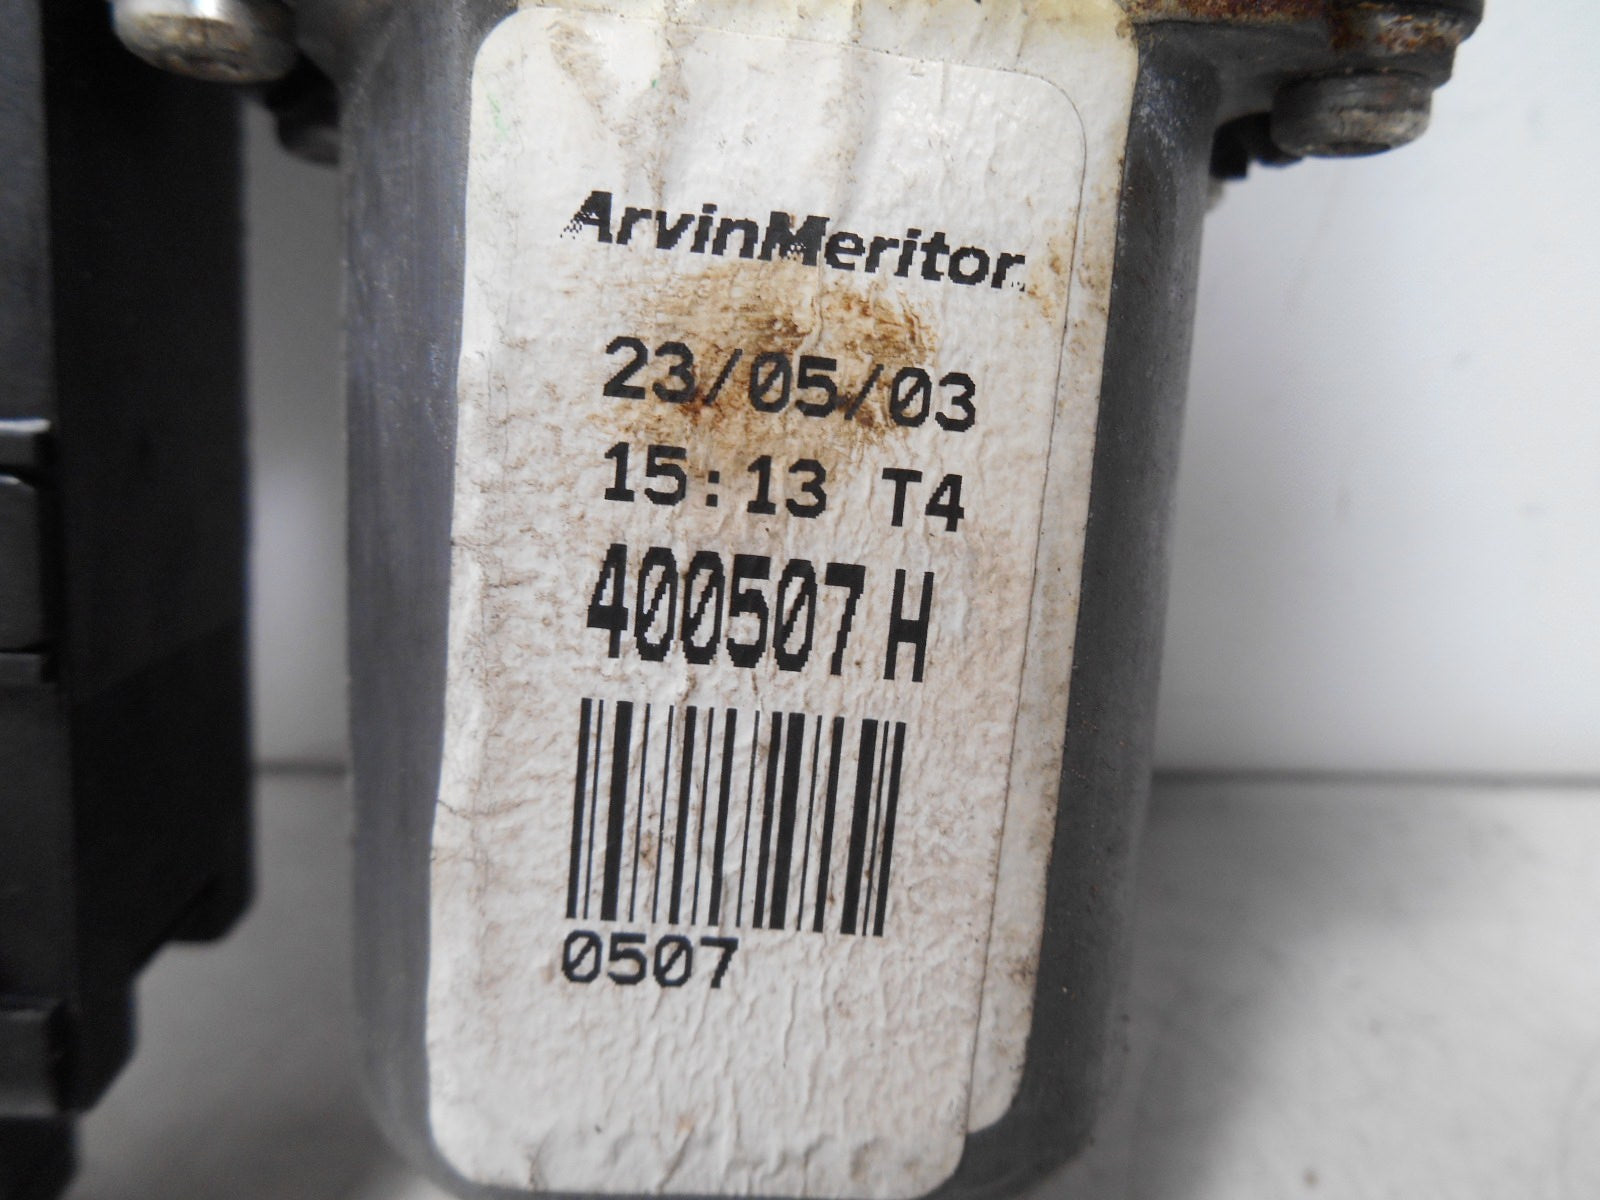 ArvinMeritor
23/05/03
15:13 T4
400507 H
0507